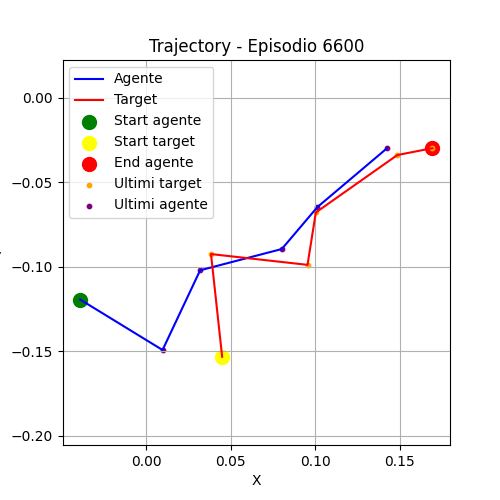 Trajectory - Episodio 6600
Agente
Target
Start agente
Start target
End agente
Ultimi target
Ultimi agente
0.00
−0.05
−0.10
−0.15
−0.20
0.00 0.05 0.10 0.15
X